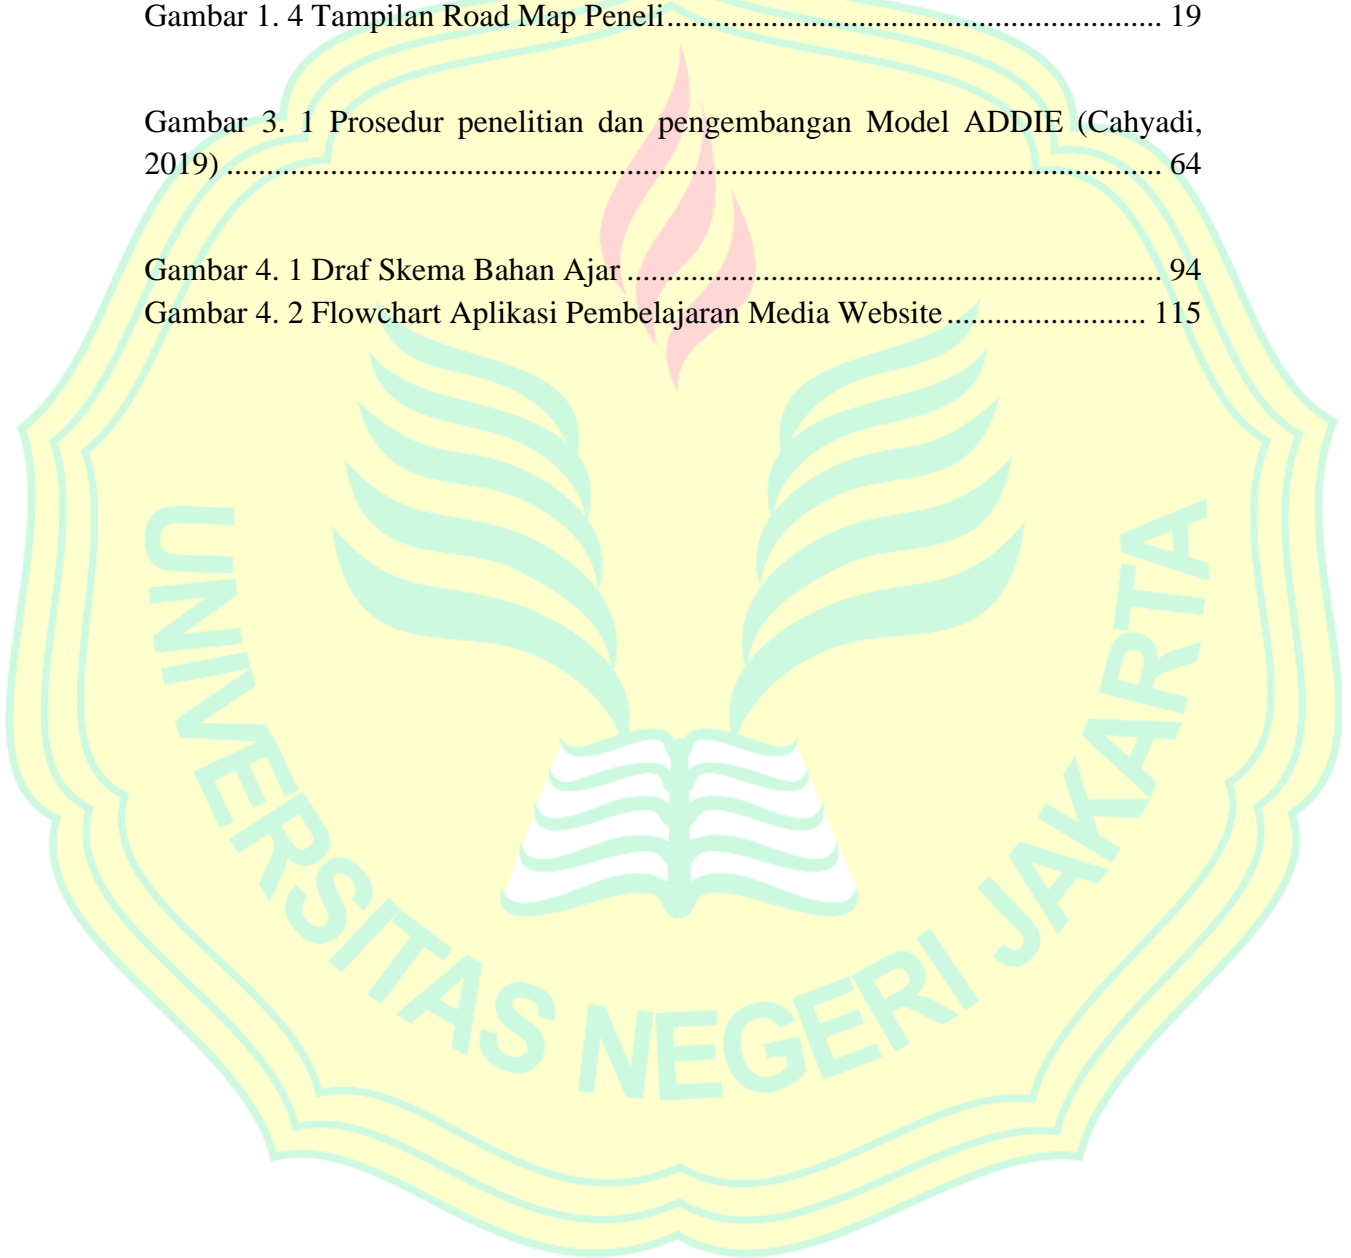 Gambar 1. 4 Tampilan Road Map Peneli........................................................................ 19
Gambar 3. 1 Prosedur penelitian dan pengembangan Model ADDIE (Cahyadi,
2019) ..................................................................................................................... 64
Gambar 4. 1 Draf Skema Bahan Ajar ................................................................... 94
Gambar 4. 2 Flowchart Aplikasi Pembelajaran Media Website ......................... 115
UNIVERSITAS NEGERI JAKARTA